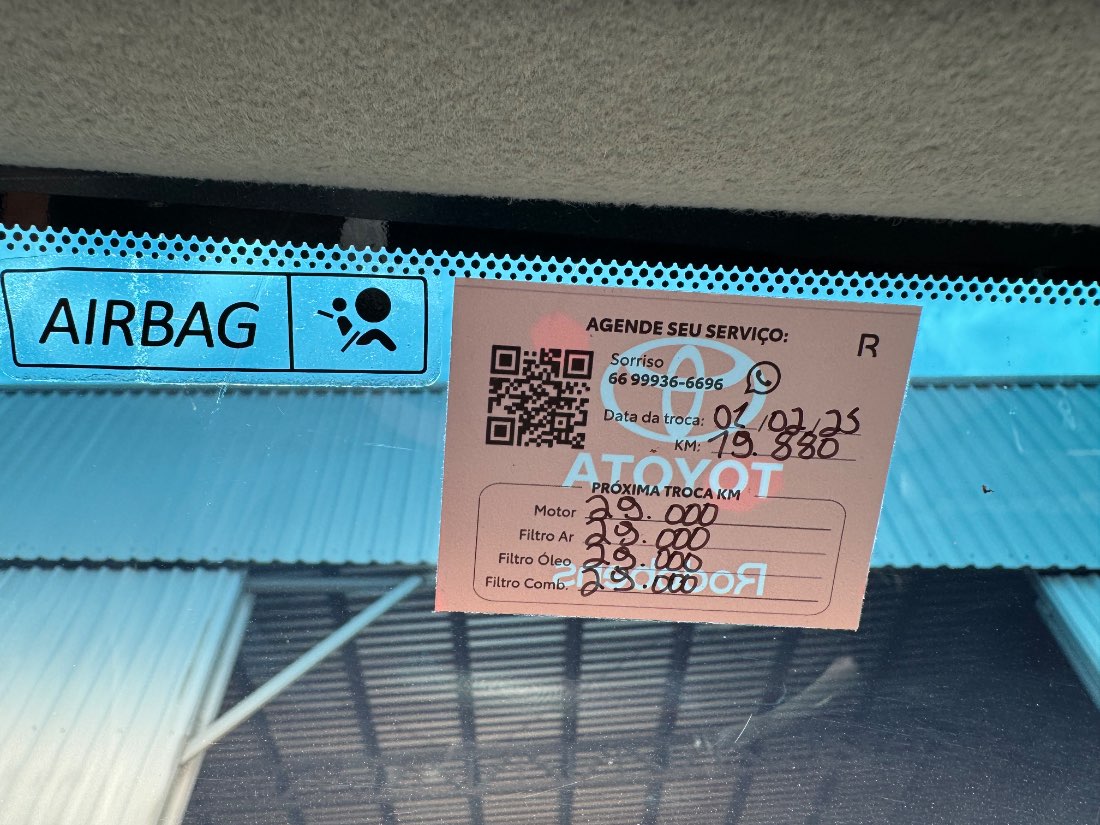 AIRBAG
AGENDE SEU SERVIÇO:
R
Sorriso
66 99936-6696
Data da troca: 01/02/25
KM: 19.880
TOYOTA
PRÓXIMA TROCA KM
Motor 29.000
Filtro Ar 29.000
Filtro Óleo 29.000
Filtro Comb. 29.000